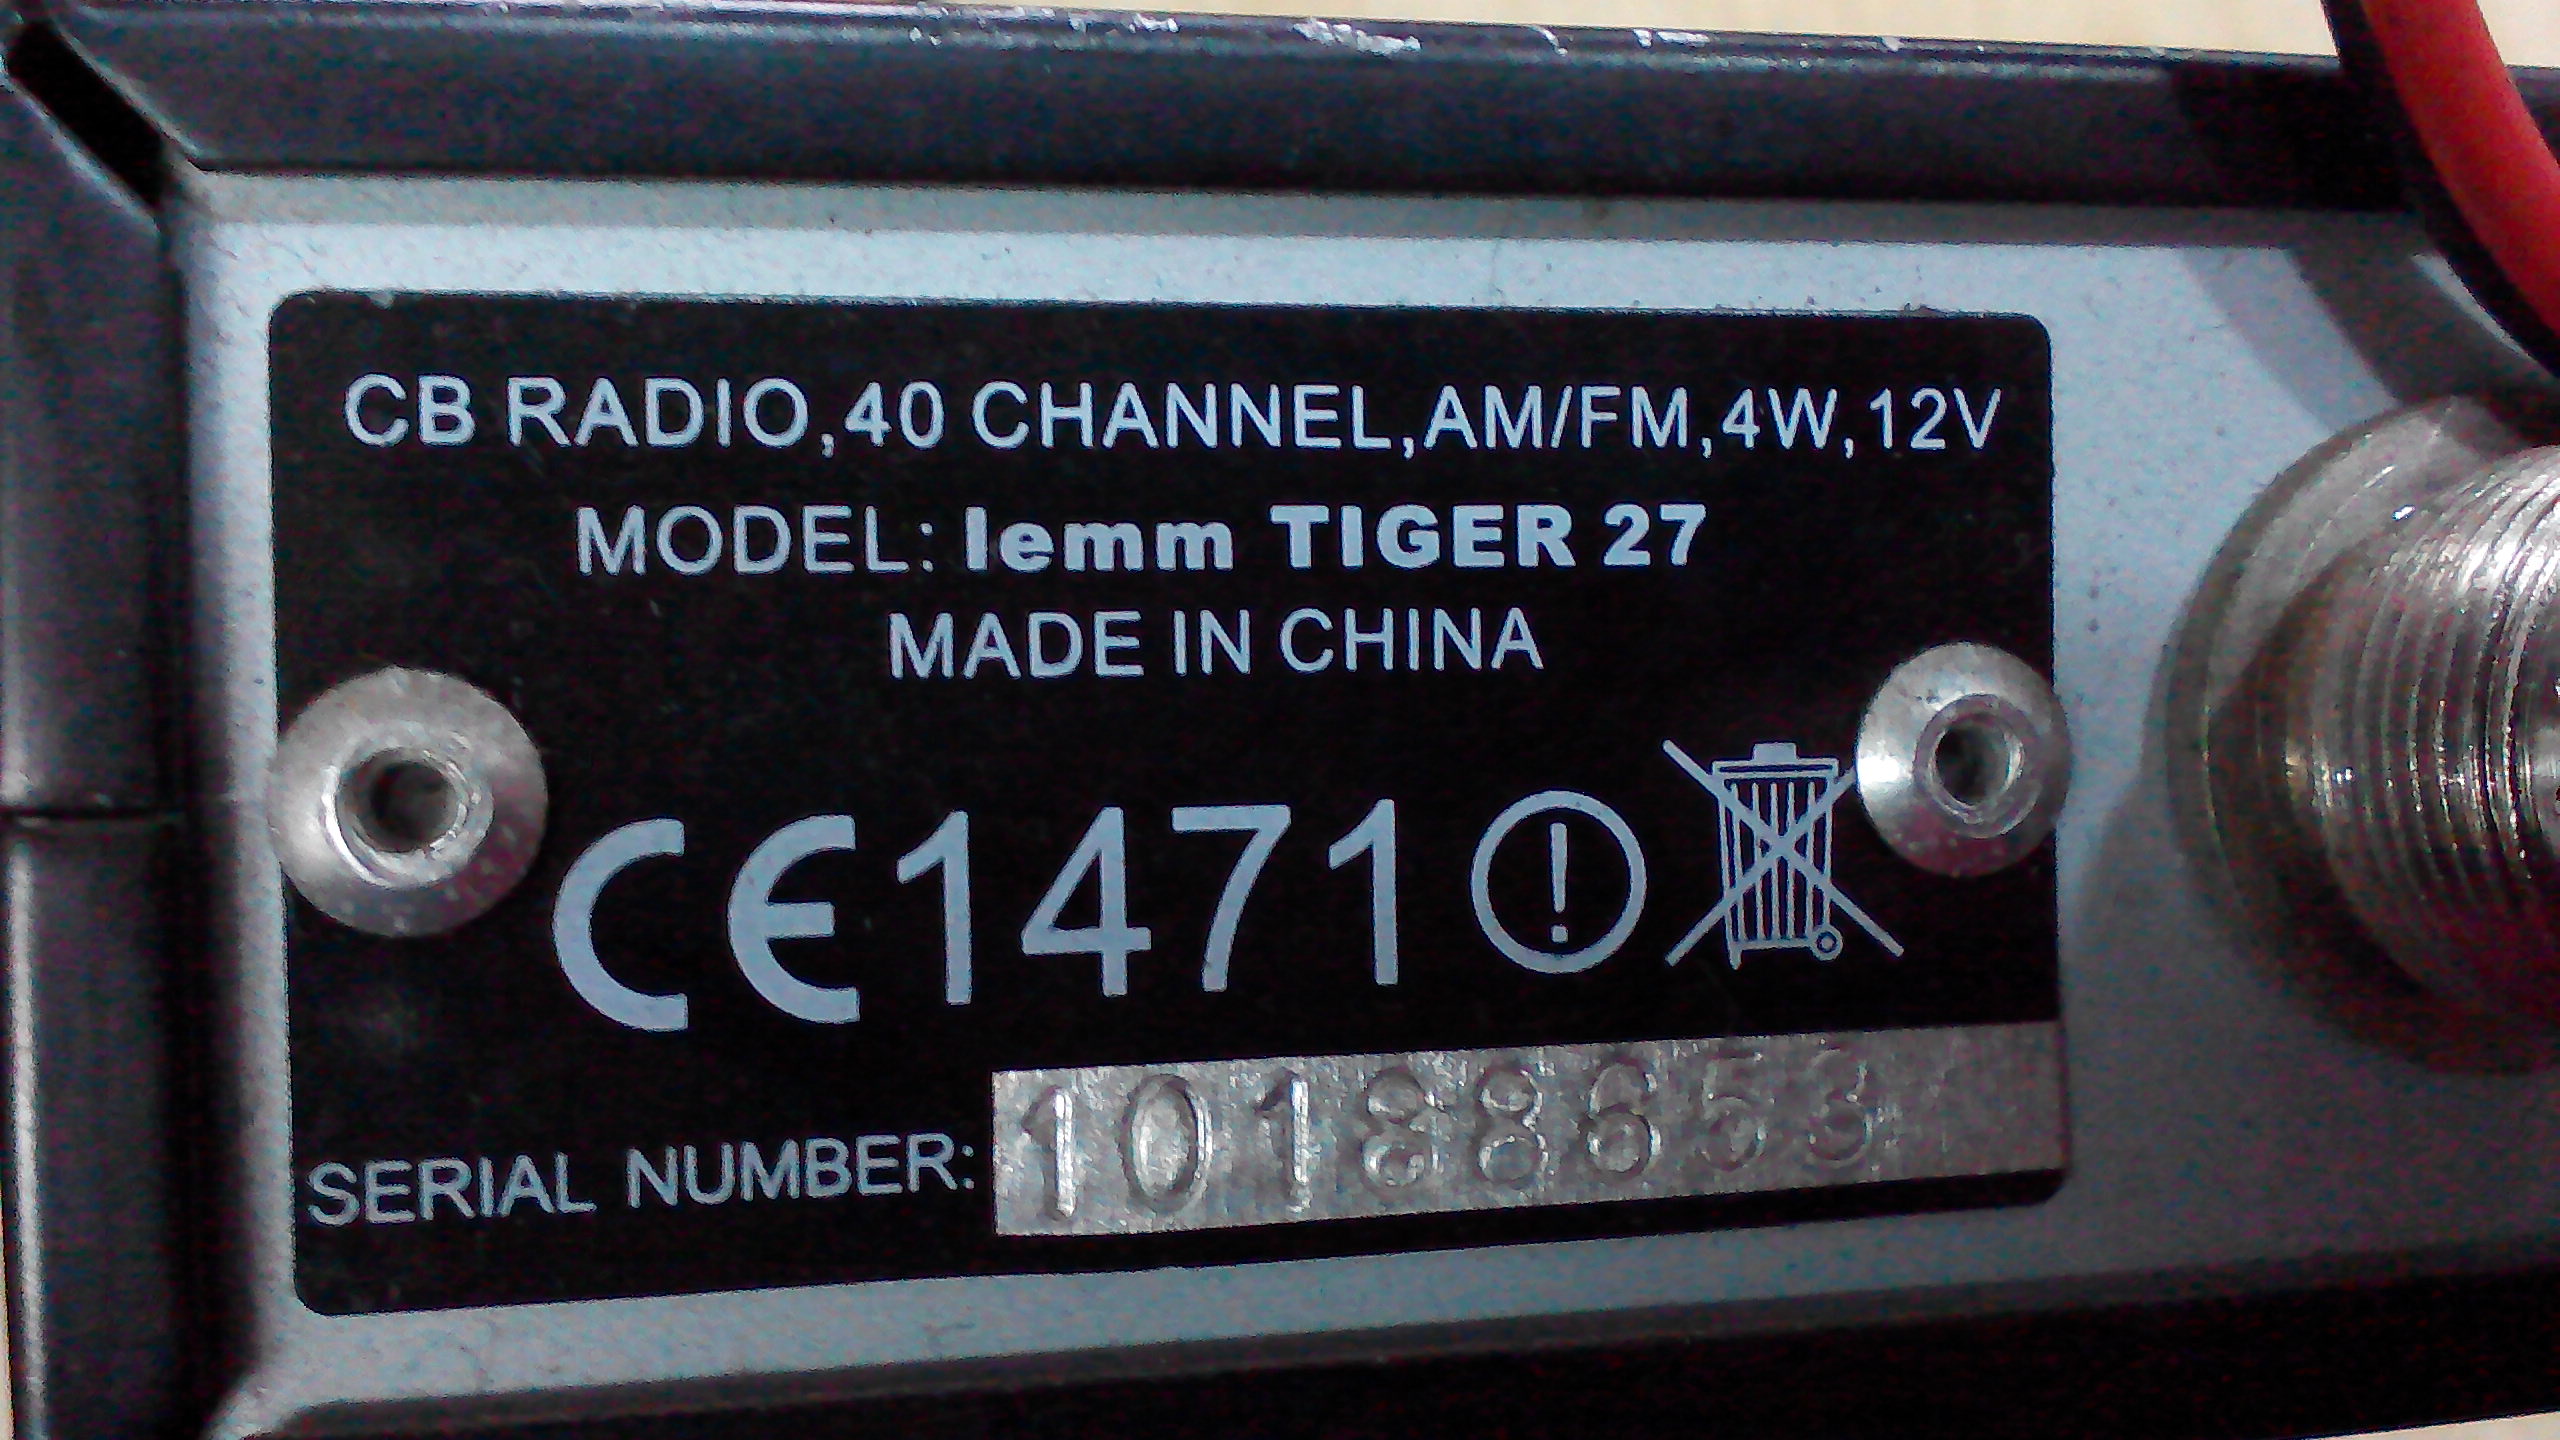 CB RADIO,40 CHANNEL,AM/FM,4W,12V
MODEL: lemm TIGER 27
MADE IN CHINA
CE1471
SERIAL NUMBER: 10188653